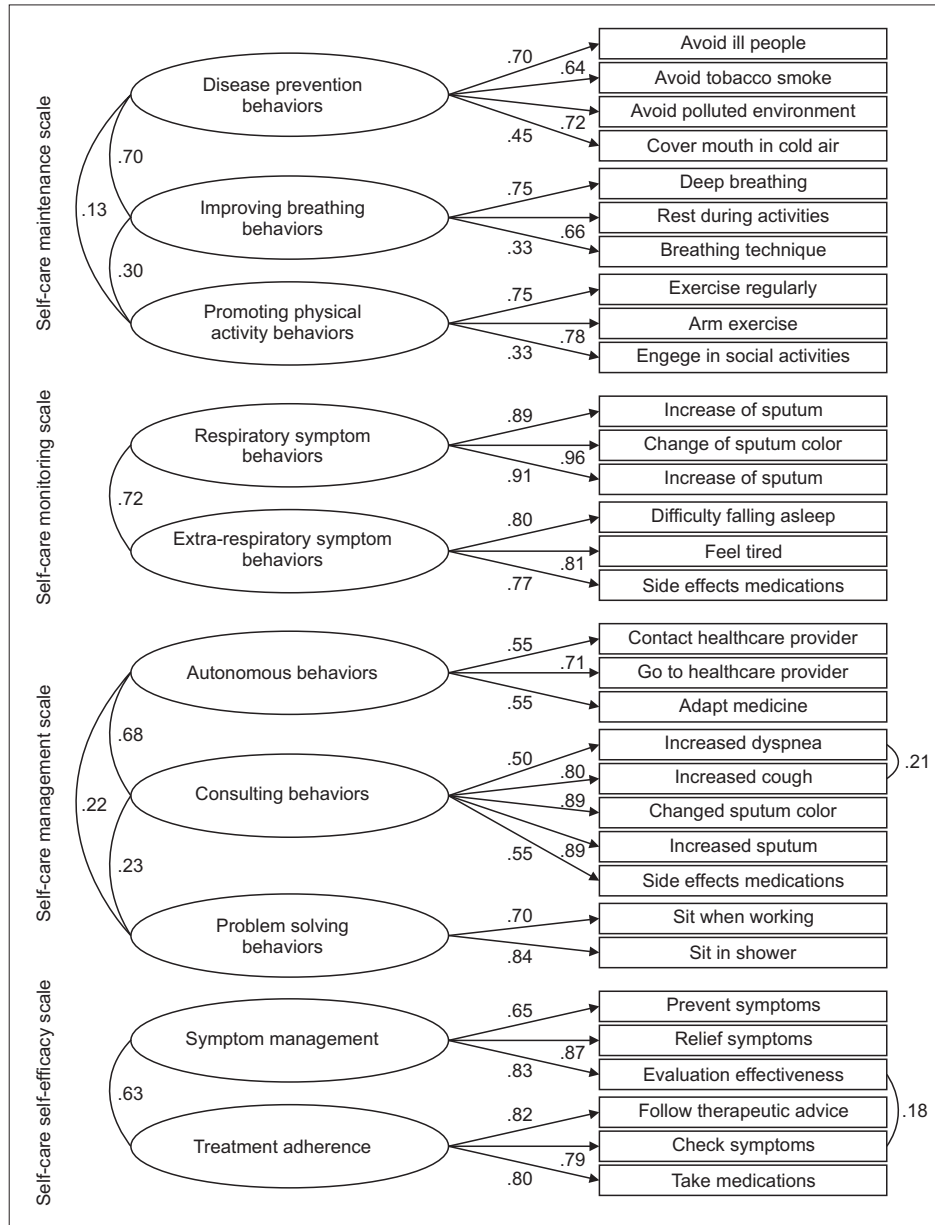 Self-care maintenance scale
Disease prevention
behaviors
Improving breathing
behaviors
Promoting physical
activity behaviors
.70
.13
.30
.70
.64
.72
.45
Avoid ill people
Avoid tobacco smoke
Avoid polluted environment
Cover mouth in cold air
.75
.66
.33
Deep breathing
Rest during activities
Breathing technique
.75
.78
.33
Exercise regularly
Arm exercise
Engege in social activities
Self-care monitoring scale
Respiratory symptom
behaviors
Extra-respiratory symptom
behaviors
.72
.89
.96
.91
Increase of sputum
Change of sputum color
Increase of sputum
.80
.81
.77
Difficulty falling asleep
Feel tired
Side effects medications
Self-care management scale
Autonomous behaviors
Consulting behaviors
Problem solving
behaviors
.68
.22
.23
.55
.71
.55
Contact healthcare provider
Go to healthcare provider
Adapt medicine
.50
.80
.89
.89
.55
Increased dyspnea
Increased cough
Changed sputum color
Increased sputum
Side effects medications
.21
.70
.84
Sit when working
Sit in shower
Self-care self-efficacy scale
Symptom management
Treatment adherence
.63
.65
.87
.83
Prevent symptoms
Relief symptoms
Evaluation effectiveness
.82
.79
.80
Follow therapeutic advice
Check symptoms
Take medications
.18